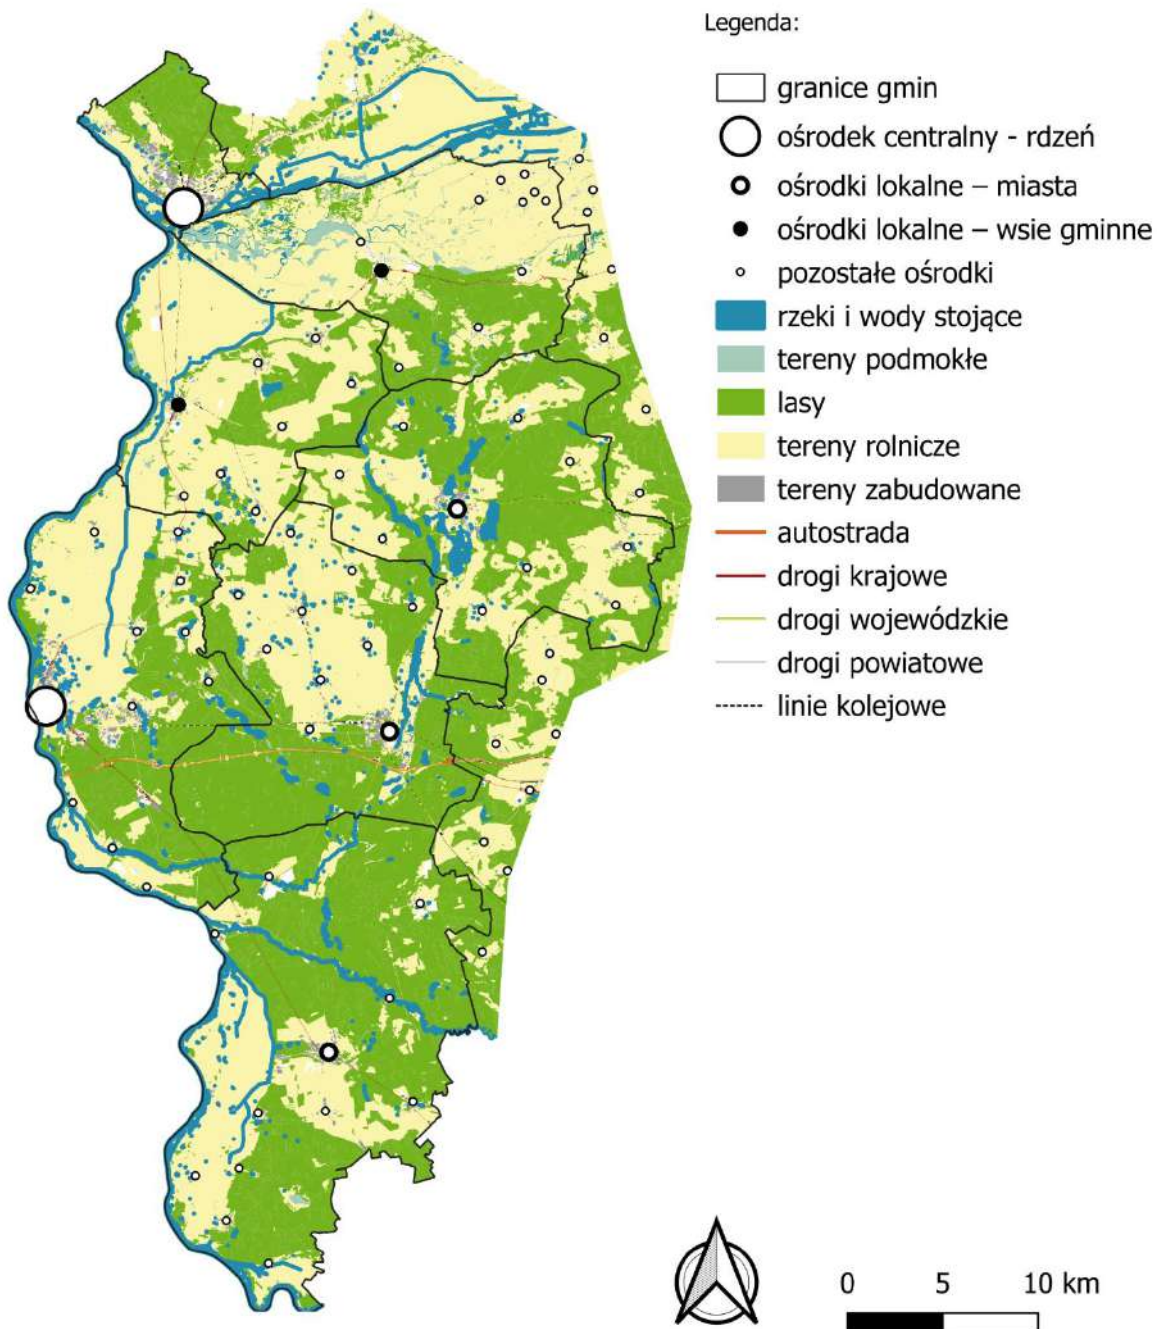 Legenda:
granice gmin
ośrodek centralny - rdzeń
ośrodki lokalne – miasta
ośrodki lokalne – wsie gminne
pozostałe ośrodki
rzeki i wody stojące
tereny podmokłe
lasy
tereny rolnicze
tereny zabudowane
autostrada
drogi krajowe
drogi wojewódzkie
drogi powiatowe
linie kolejowe
0 5 10 km